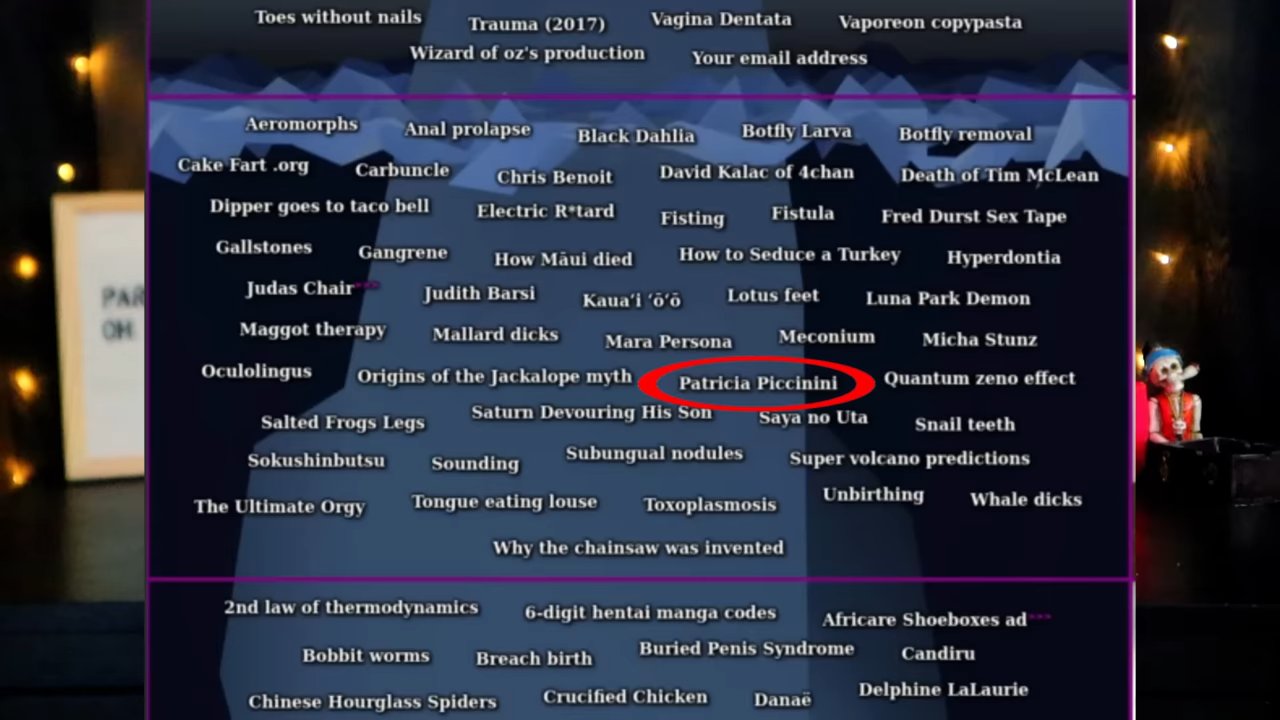 Toes without nails Trauma (2017) Vagina Dentata Vaporeon copypasta
Wizard of oz's production Your email address
Aeromorphs Anal prolapse Black Dahlia Botfly Larva Botfly removal
Cake Fart .org Carbuncle Chris Benoit David Kalac of 4chan Death of Tim McLean
Dipper goes to taco bell Electric R*tard Fisting Fistula Fred Durst Sex Tape
Gallstones Gangrene How Māui died How to Seduce a Turkey Hyperdontia
Judas Chair*** Judith Barsi Kauaʻi ʻōʻō Lotus feet Luna Park Demon
Maggot therapy Mallard dicks Mara Persona Meconium Micha Stunz
Oculolingus Origins of the Jackalope myth Patricia Piccinini Quantum zeno effect
Salted Frogs Legs Saturn Devouring His Son Saya no Uta Snail teeth
Sokushinbutsu Sounding Subungual nodules Super volcano predictions
The Ultimate Orgy Tongue eating louse Toxoplasmosis Unbirthing Whale dicks
Why the chainsaw was invented
2nd law of thermodynamics 6-digit hentai manga codes Africare Shoeboxes ad***
Bobbit worms Breach birth Buried Penis Syndrome Candiru
Chinese Hourglass Spiders Crucified Chicken Danaë Delphine LaLaurie
PAR
OH